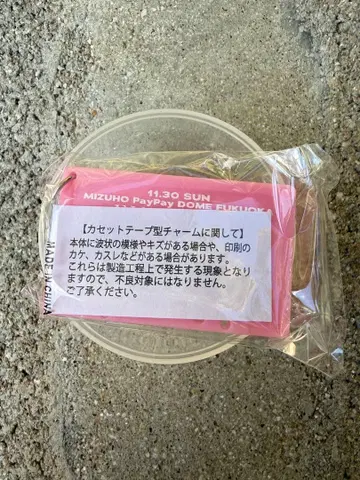 11.30 SUN
MIZUHO PayPay DOME FUKUOKA
【カセットテープ型チャームに関して】
本体に波状の模様やキズがある場合や、印刷の
カケ、カスレなどがある場合があります。
これらは製造工程上で発生する現象となり
ますので、不良対象にはなりません。
ご了承ください。
MADE IN CHINA